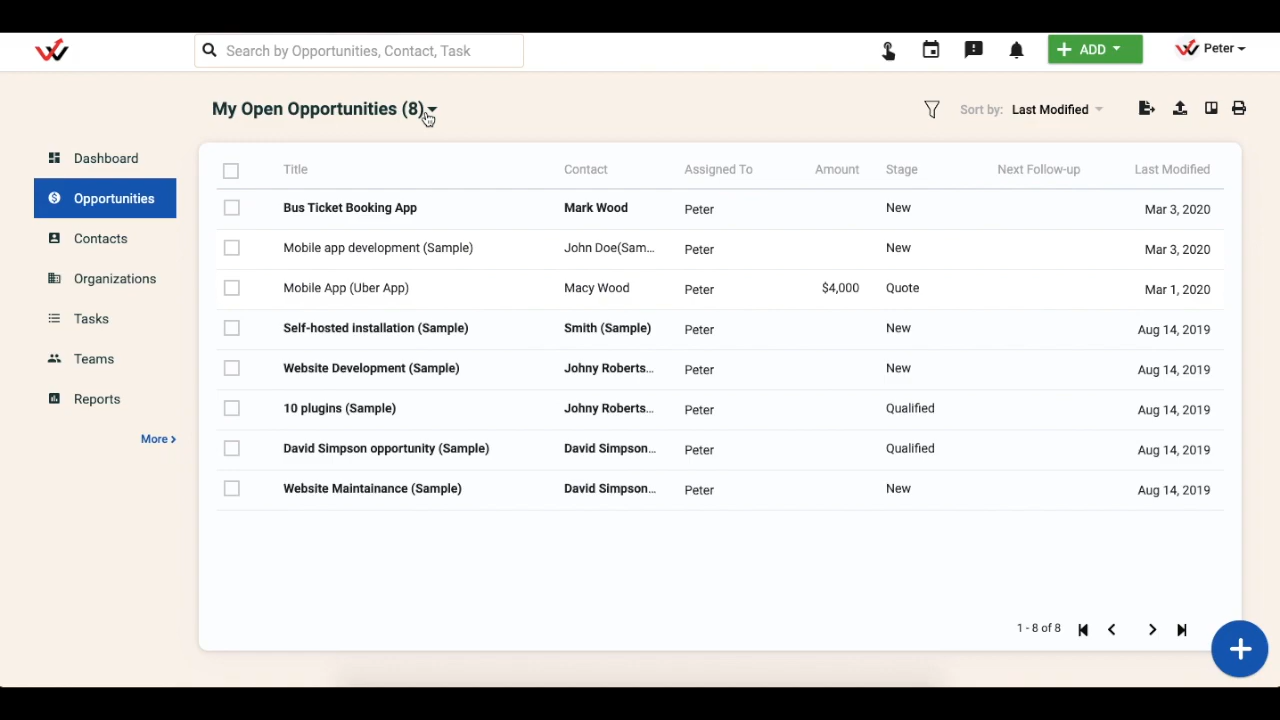 Search by Opportunities, Contact, Task
ADD
Peter
My Open Opportunities (8)
Sort by: Last Modified
Dashboard
Opportunities
Contacts
Organizations
Tasks
Teams
Reports
More
Title Contact Assigned To Amount Stage Next Follow-up Last Modified
Bus Ticket Booking App Mark Wood Peter New Mar 3, 2020
Mobile app development (Sample) John Doe(Sam... Peter New Mar 3, 2020
Mobile App (Uber App) Macy Wood Peter $4,000 Quote Mar 1, 2020
Self-hosted installation (Sample) Smith (Sample) Peter New Aug 14, 2019
Website Development (Sample) Johny Roberts... Peter New Aug 14, 2019
10 plugins (Sample) Johny Roberts... Peter Qualified Aug 14, 2019
David Simpson opportunity (Sample) David Simpson... Peter Qualified Aug 14, 2019
Website Maintainance (Sample) David Simpson... Peter New Aug 14, 2019
1 - 8 of 8